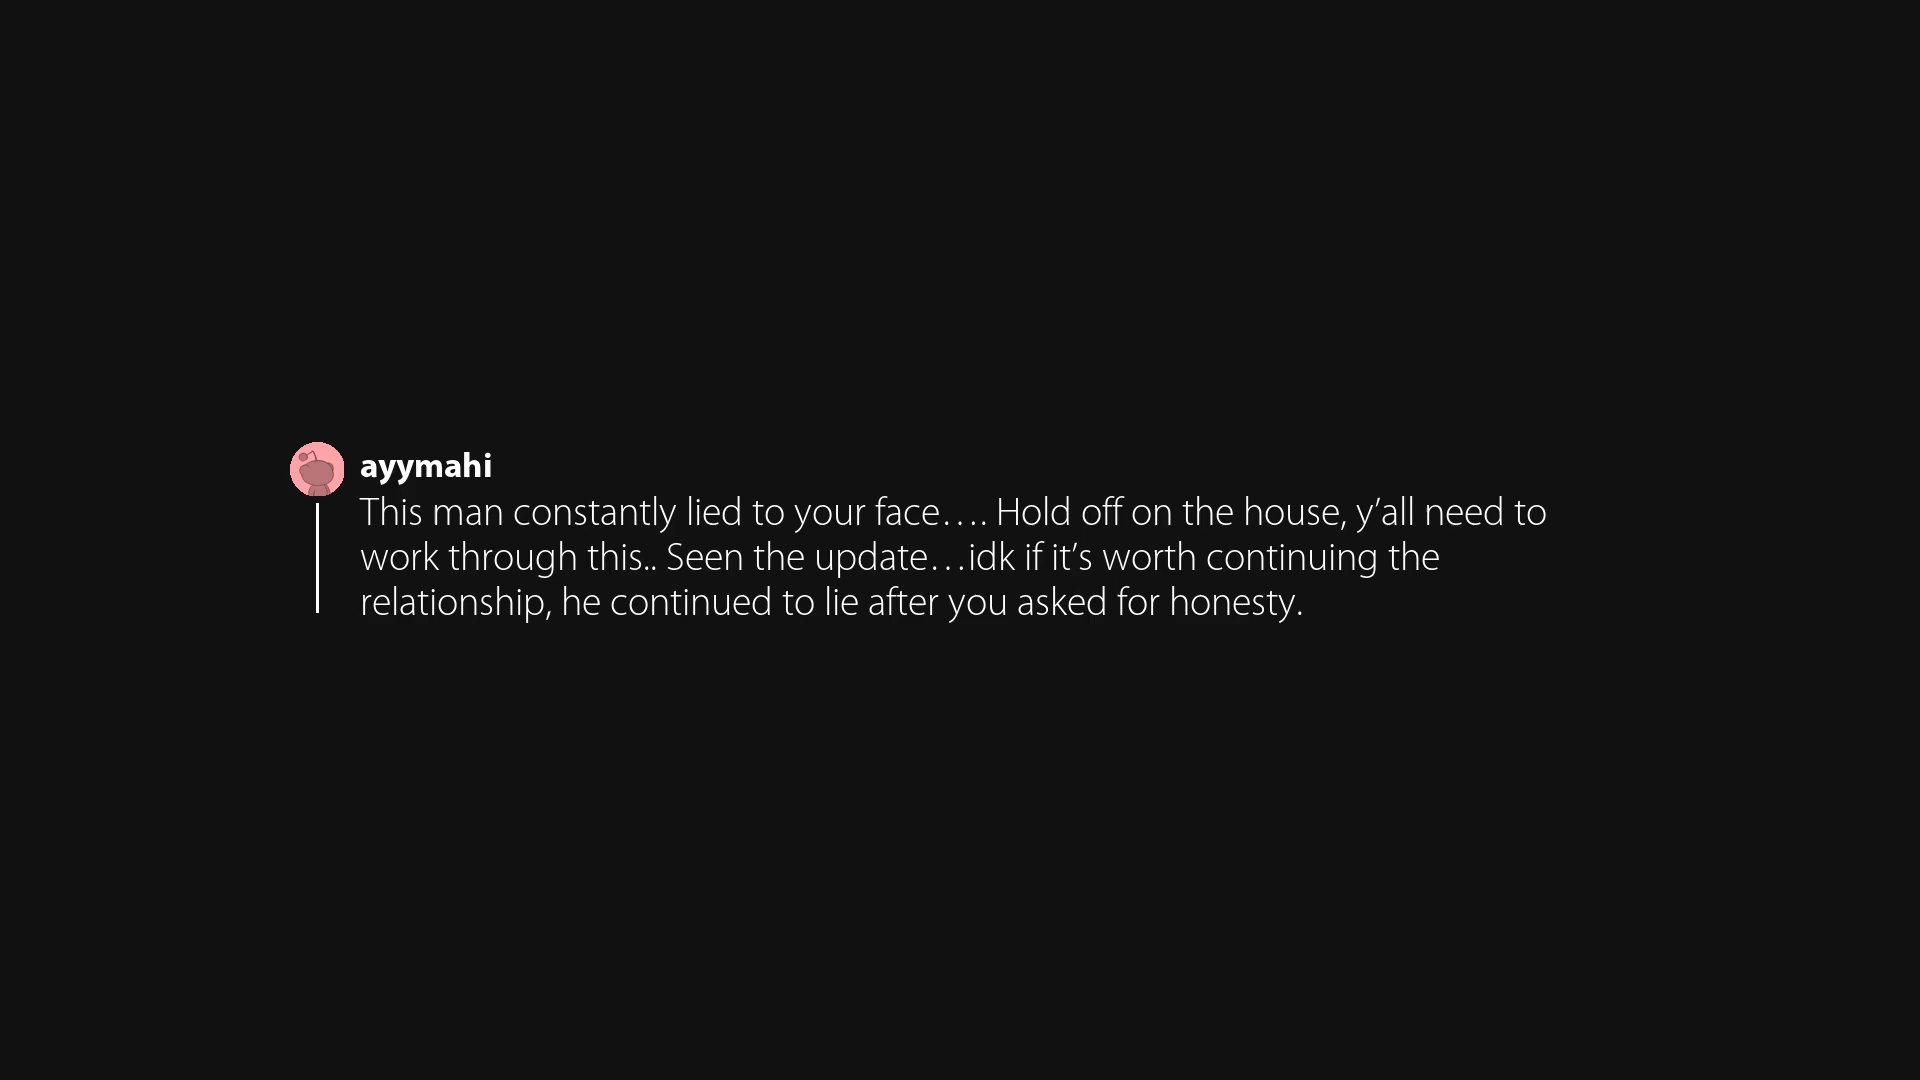 ayymahi
This man constantly lied to your face…. Hold off on the house, y’all need to
work through this.. Seen the update…idk if it’s worth continuing the
relationship, he continued to lie after you asked for honesty.